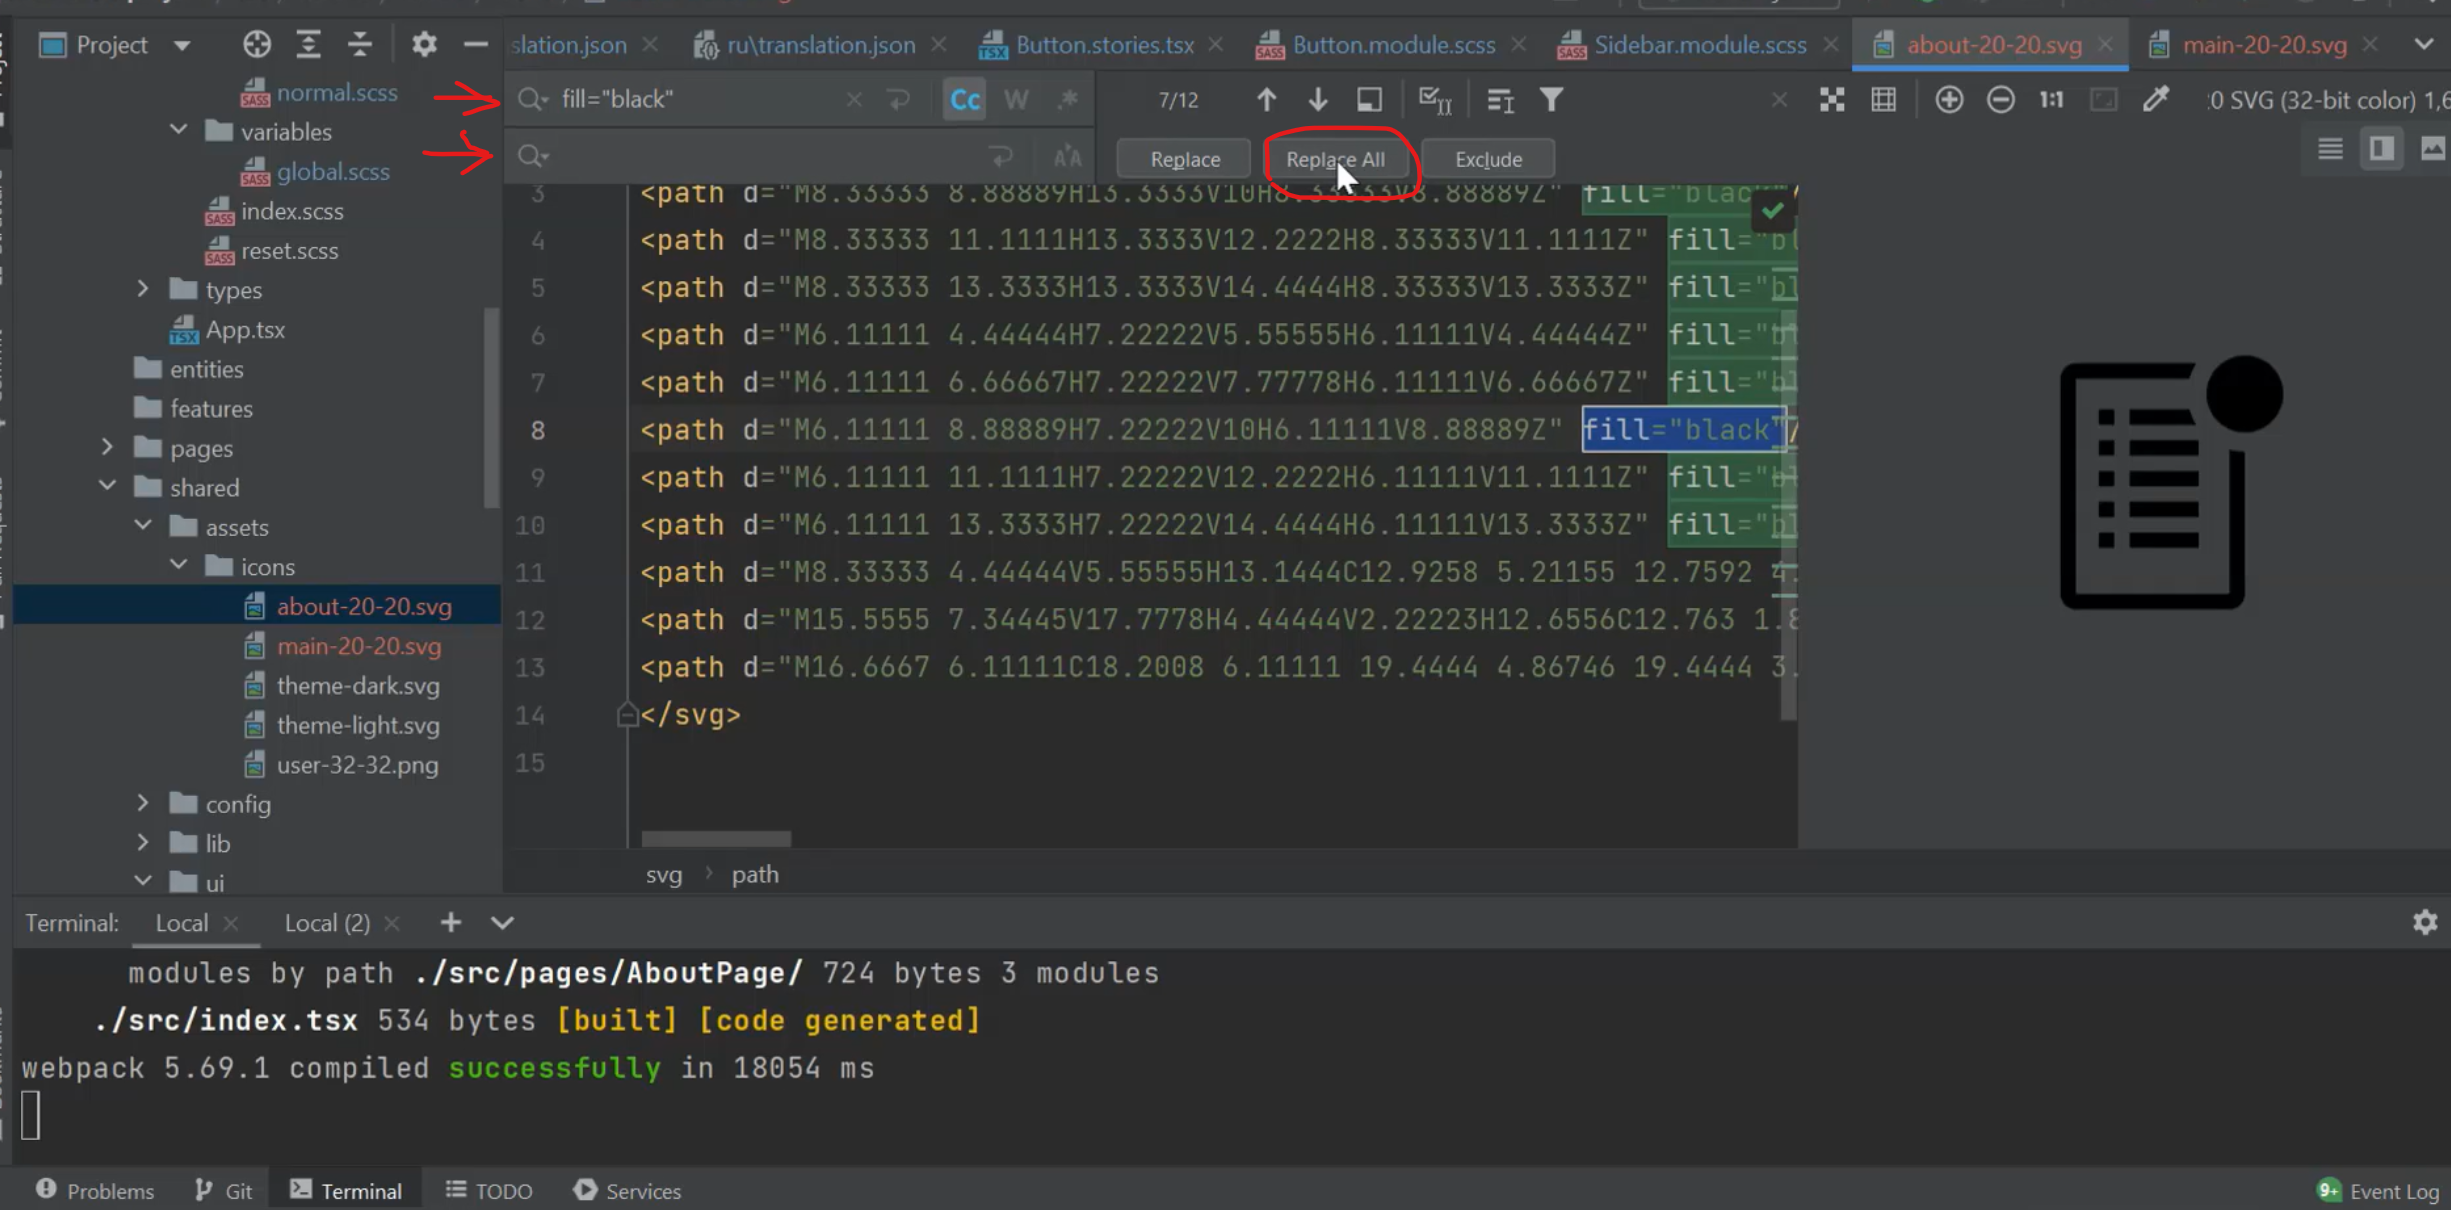 Project
slation.json
ru\translation.json
Button.stories.tsx
Button.module.scss
Sidebar.module.scss
about-20-20.svg
main-20-20.svg
normal.scss
variables
global.scss
index.scss
reset.scss
types
App.tsx
entities
features
pages
shared
assets
icons
about-20-20.svg
main-20-20.svg
theme-dark.svg
theme-light.svg
user-32-32.png
config
lib
ui
fill="black"
Cc W .*
7/12
1:1
:0 SVG (32-bit color) 1,6
Replace
Replace All
Exclude
3 <path d="M8.33333 8.88889H13.3333V10H8.33333V8.88889Z" fill="blac
4 <path d="M8.33333 11.1111H13.3333V12.2222H8.33333V11.1111Z" fill="bl
5 <path d="M8.33333 13.3333H13.3333V14.4444H8.33333V13.3333Z" fill="bl
6 <path d="M6.11111 4.44444H7.22222V5.55555H6.11111V4.44444Z" fill="bl
7 <path d="M6.11111 6.66667H7.22222V7.77778H6.11111V6.66667Z" fill="bl
8 <path d="M6.11111 8.88889H7.22222V10H6.11111V8.88889Z" fill="black"/
9 <path d="M6.11111 11.1111H7.22222V12.2222H6.11111V11.1111Z" fill="bl
10 <path d="M6.11111 13.3333H7.22222V14.4444H6.11111V13.3333Z" fill="bl
11 <path d="M8.33333 4.44444V5.55555H13.1444C12.9258 5.21155 12.7592 4.
12 <path d="M15.5555 7.34445V17.7778H4.44444V2.22223H12.6556C12.763 1.8
13 <path d="M16.6667 6.11111C18.2008 6.11111 19.4444 4.86746 19.4444 3.
14 </svg>
15
svg › path
Terminal: Local Local (2)
modules by path ./src/pages/AboutPage/ 724 bytes 3 modules
./src/index.tsx 534 bytes [built] [code generated]
webpack 5.69.1 compiled successfully in 18054 ms
Problems
Git
Terminal
TODO
Services
9+ Event Log